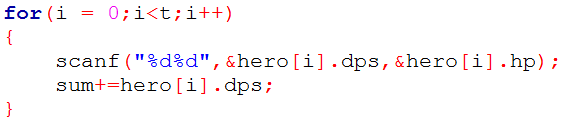 for(i = 0;i<t;i++)
{
    scanf("%d%d",&hero[i].dps,&hero[i].hp);
    sum+=hero[i].dps;
}